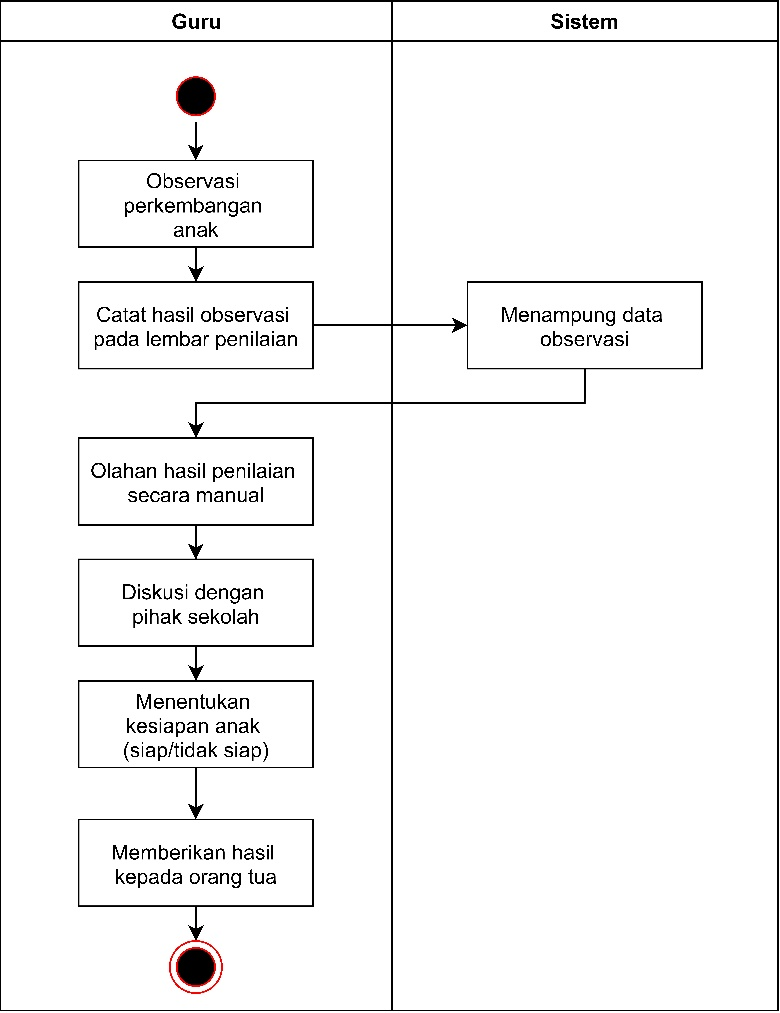 Guru
Sistem
Observasi
perkembangan
anak
Catat hasil observasi
pada lembar penilaian
Menampung data
observasi
Olahan hasil penilaian
secara manual
Diskusi dengan
pihak sekolah
Menentukan
kesiapan anak
(siap/tidak siap)
Memberikan hasil
kepada orang tua